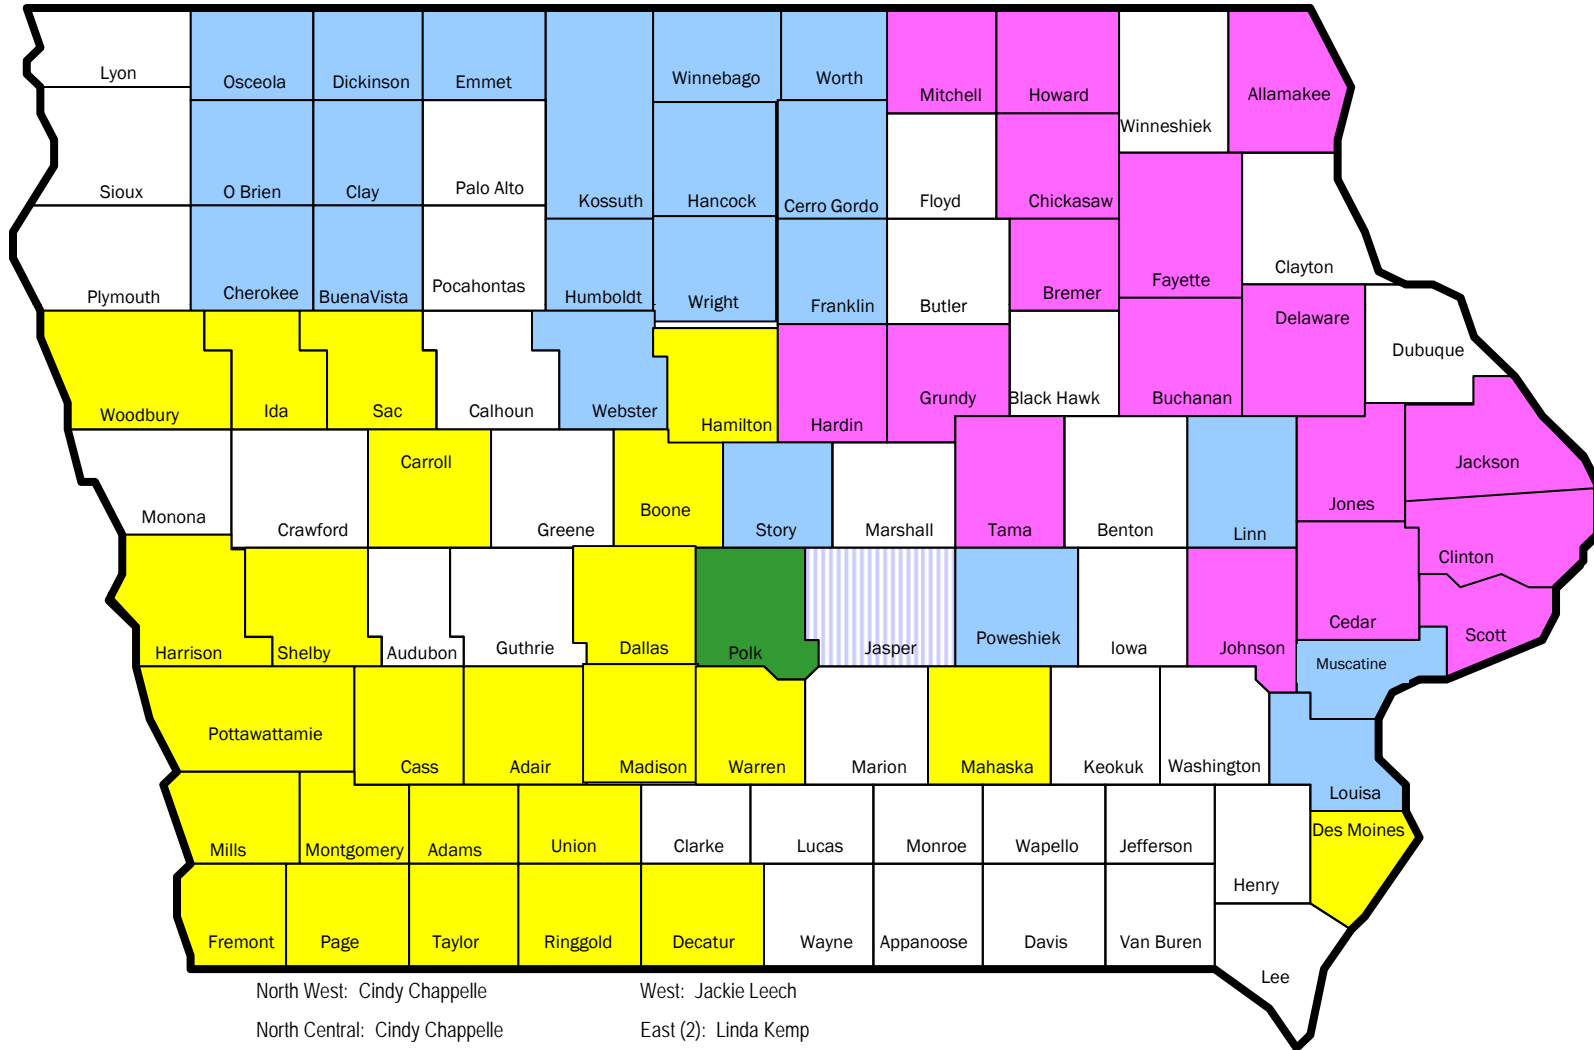 Lyon
Osceola
Dickinson
Emmet
Winnebago
Worth
Mitchell
Howard
Allamakee
Winneshiek
Sioux
O Brien
Clay
Palo Alto
Kossuth
Hancock
Cerro Gordo
Floyd
Chickasaw
Plymouth
Cherokee
BuenaVista
Pocahontas
Humboldt
Wright
Franklin
Butler
Bremer
Fayette
Clayton
Delaware
Dubuque
Woodbury
Ida
Sac
Calhoun
Webster
Hamilton
Hardin
Grundy
Black Hawk
Buchanan
Monona
Crawford
Carroll
Greene
Boone
Story
Marshall
Tama
Benton
Linn
Jones
Jackson
Clinton
Harrison
Shelby
Audubon
Guthrie
Dallas
Polk
Jasper
Poweshiek
Iowa
Johnson
Cedar
Scott
Muscatine
Pottawattamie
Cass
Adair
Madison
Warren
Marion
Mahaska
Keokuk
Washington
Louisa
Mills
Montgomery
Adams
Union
Clarke
Lucas
Monroe
Wapello
Jefferson
Henry
Des Moines
Fremont
Page
Taylor
Ringgold
Decatur
Wayne
Appanoose
Davis
Van Buren
Lee
North West: Cindy Chappelle
West: Jackie Leech
North Central: Cindy Chappelle
East (2): Linda Kemp